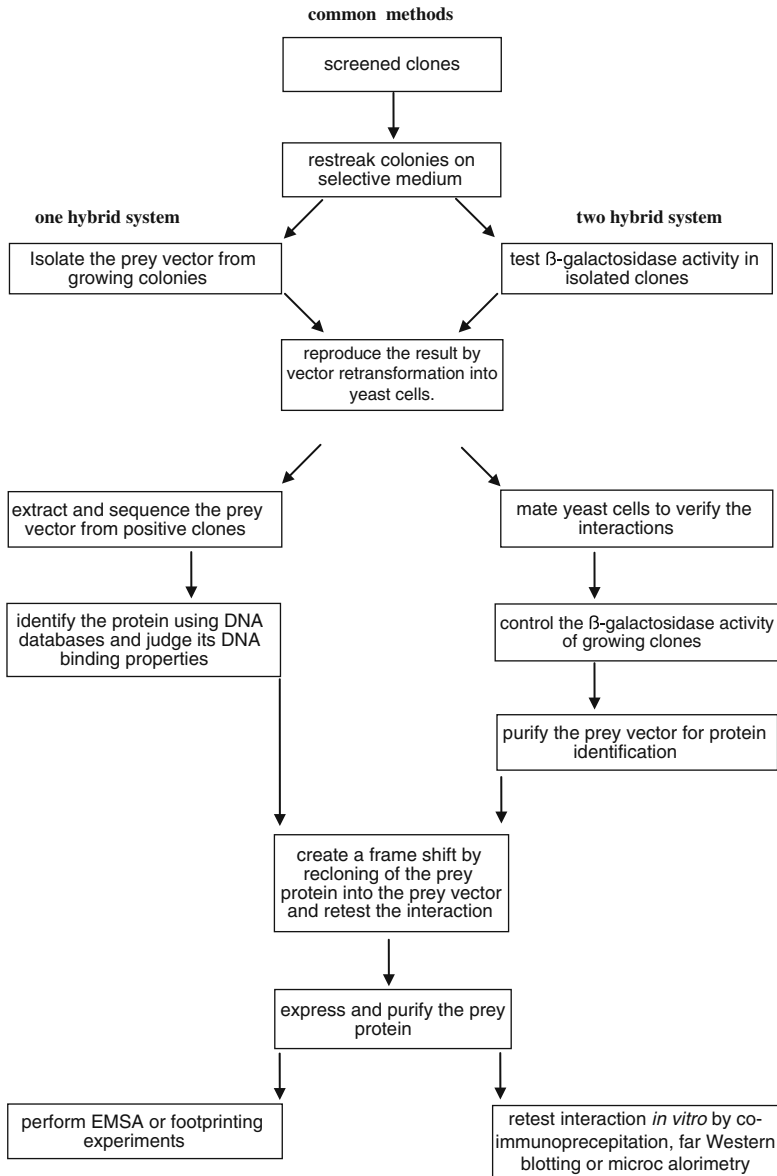 common methods
screened clones
restreak colonies on
selective medium
one hybrid system
two hybrid system
Isolate the prey vector from
growing colonies
test ß-galactosidase activity in
isolated clones
reproduce the result by
vector retransformation into
yeast cells.
extract and sequence the prey
vector from positive clones
mate yeast cells to verify the
interactions
identify the protein using DNA
databases and judge its DNA
binding properties
control the ß-galactosidase activity
of growing clones
purify the prey vector for protein
identification
create a frame shift by
recloning of the prey
protein into the prey vector
and retest the interaction
express and purify the prey
protein
perform EMSA or footprinting
experiments
retest interaction in vitro by co-
immunoprecepitation, far Western
blotting or microc alorimetry